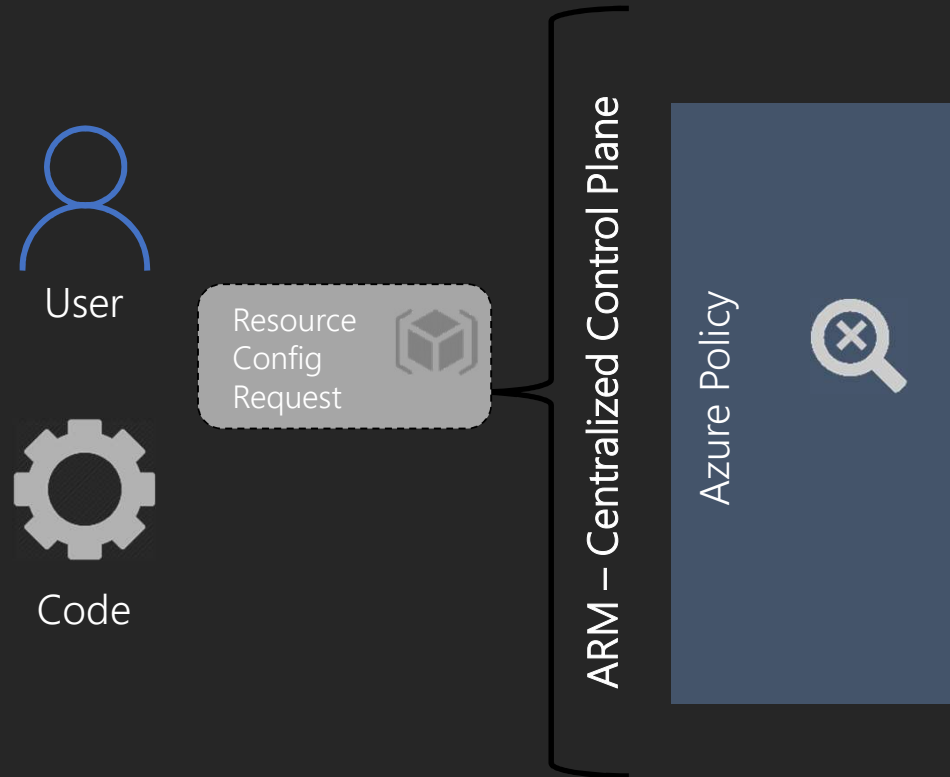 User
Resource
Config
Request
Code
ARM – Centralized Control Plane
Azure Policy